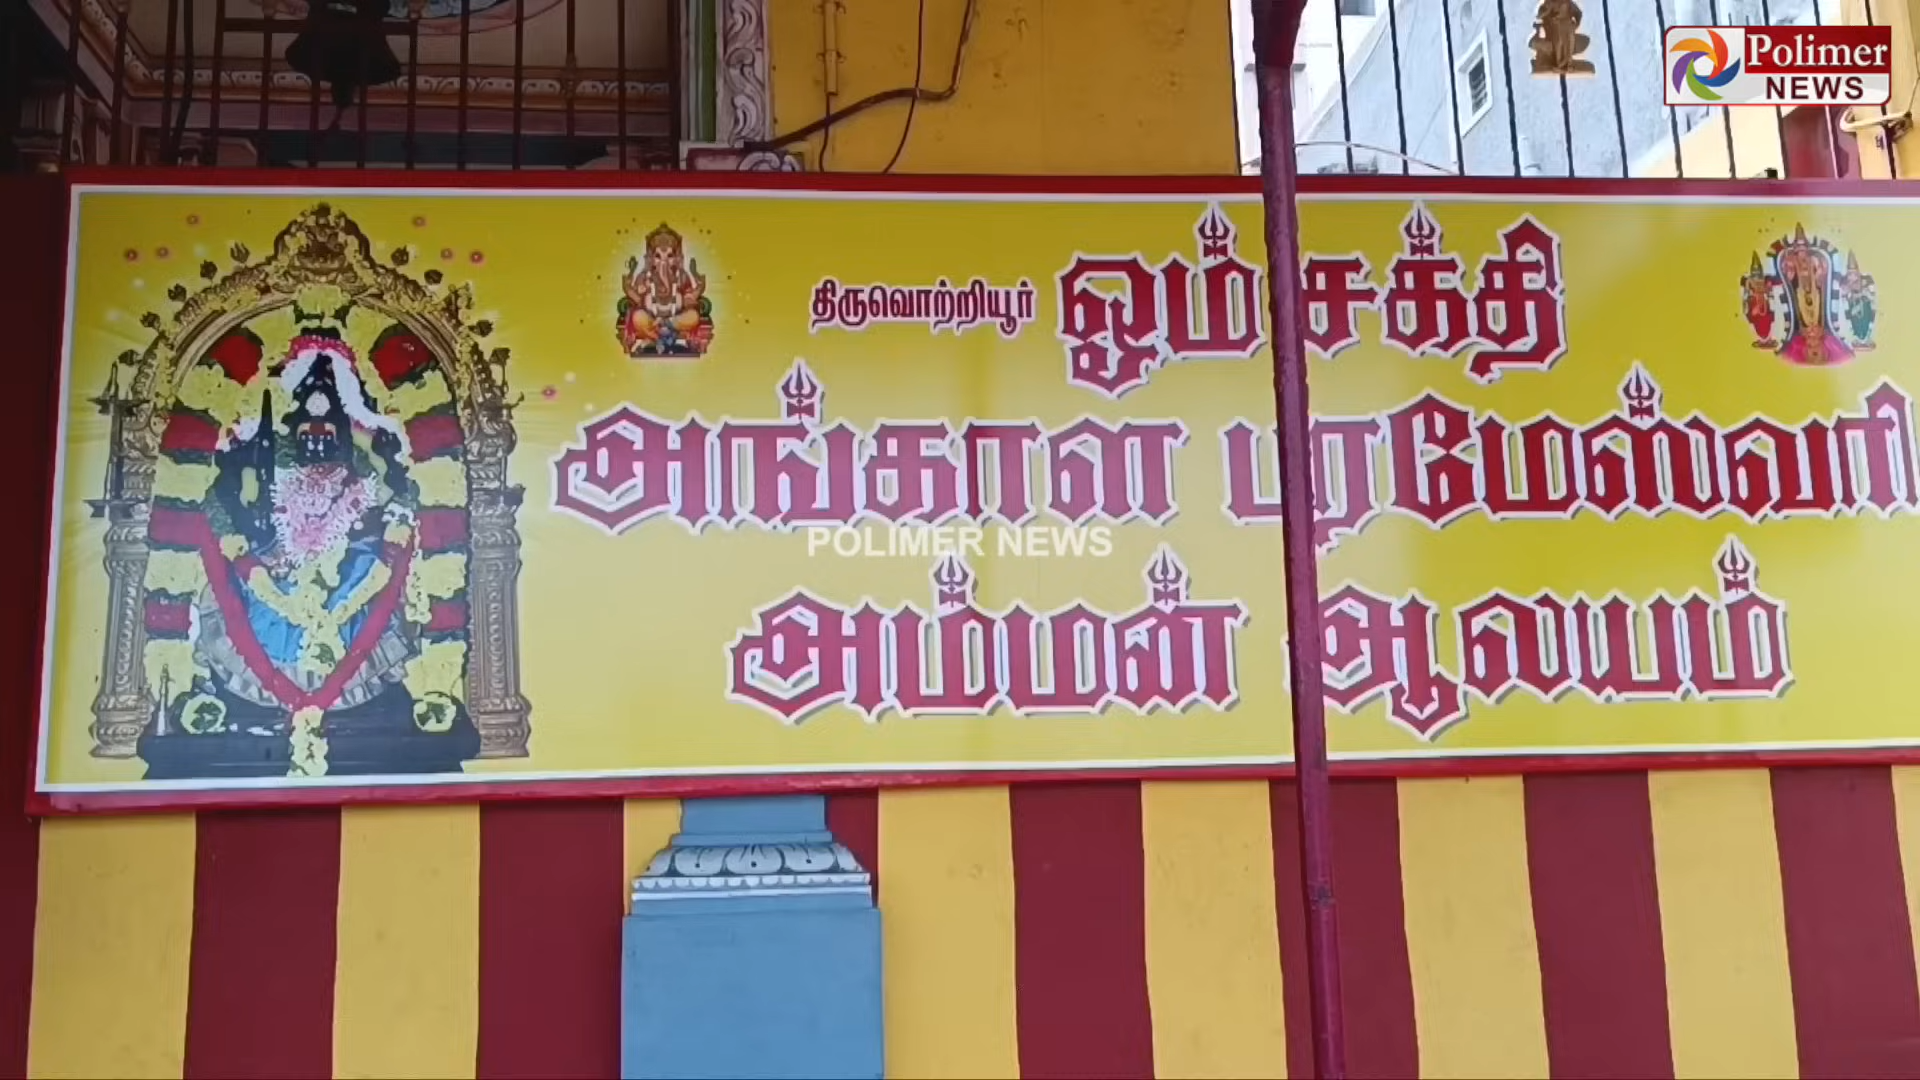 Polimer
NEWS
திருவொற்றியூர் ஓம் சக்தி
அங்காள பரமேஸ்வரி
POLIMER NEWS
அம்மன் ஆலயம்